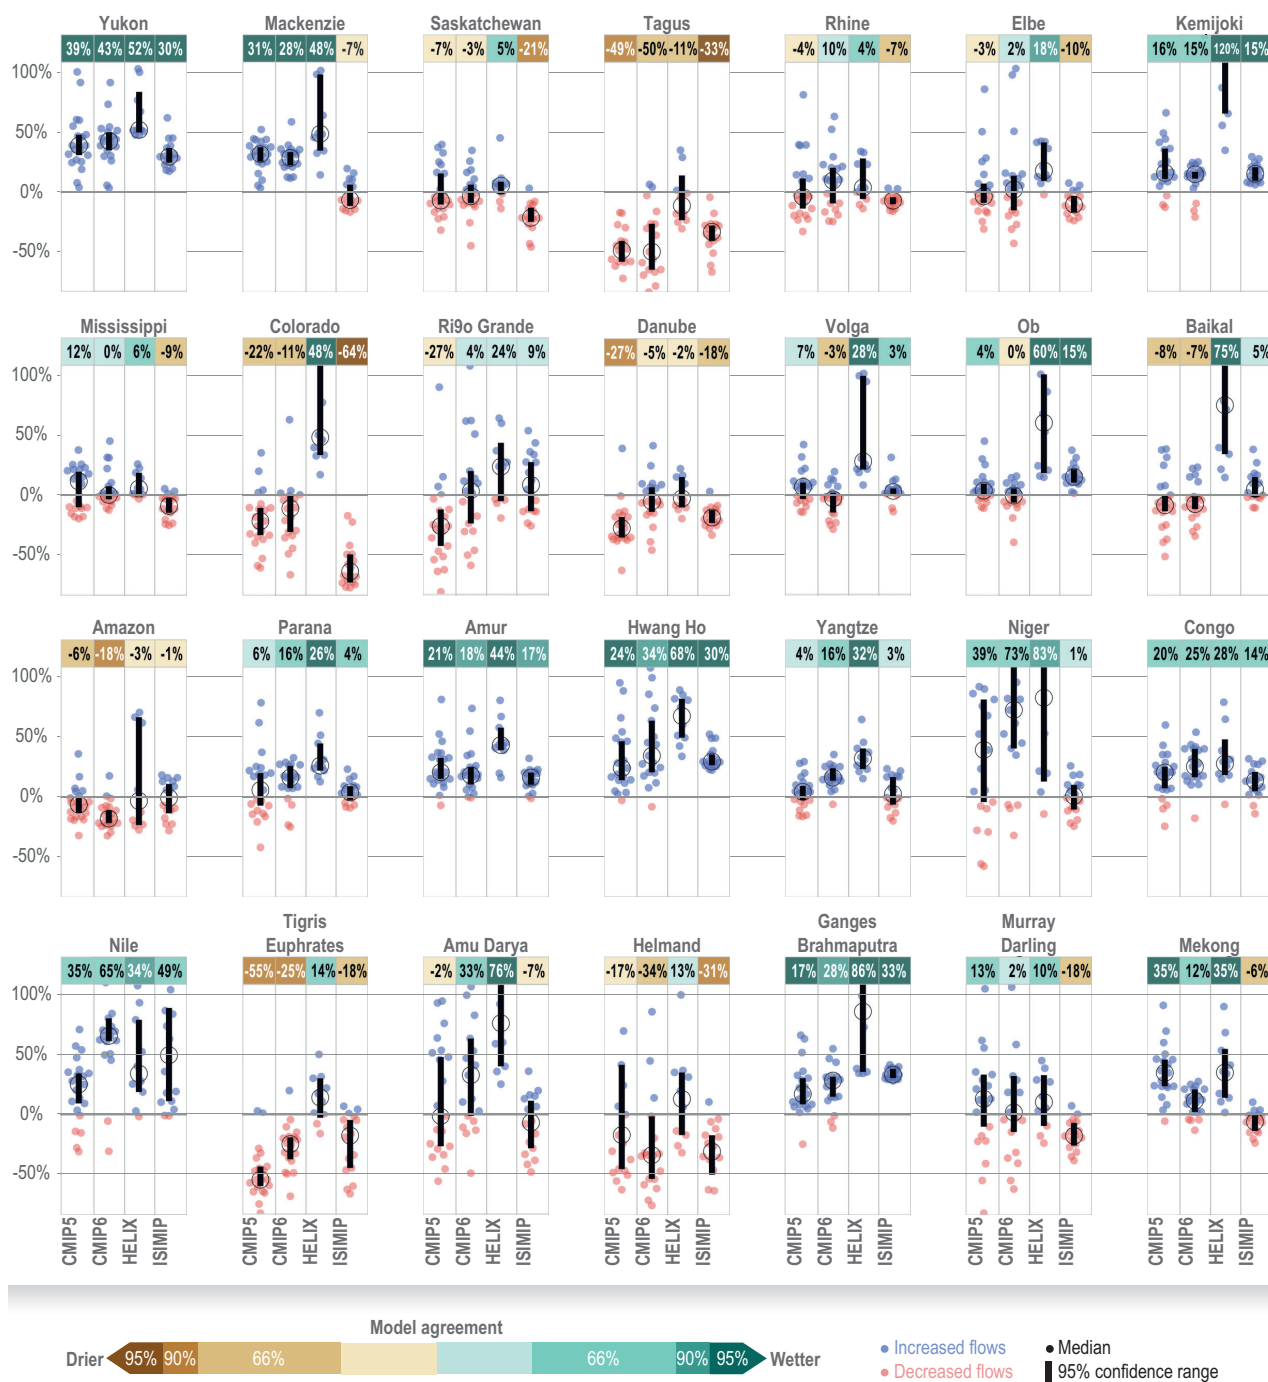 Yukon Mackenzie Saskatchewan Tagus Rhine Elbe Kemijoki
39% 43% 52% 30% 31% 28% 48% -7% -7% -3% 5% -21% -49% -50% -11% -33% -4% 10% 4% -7% -3% 2% 18% -10% 16% 15% 120% 15%
100%
50%
0%
-50%
Mississippi Colorado Ri9o Grande Danube Volga Ob Baikal
12% 0% 6% -9% -22% -11% 48% -64% -27% 4% 24% 9% -27% -5% -2% -18% 7% -3% 28% 3% 4% 0% 60% 15% -8% -7% 75% 5%
100%
50%
0%
-50%
Amazon Parana Amur Hwang Ho Yangtze Niger Congo
-6% -18% -3% -1% 6% 16% 26% 4% 21% 18% 44% 17% 24% 34% 68% 30% 4% 16% 32% 3% 39% 73% 83% 1% 20% 25% 28% 14%
100%
50%
0%
-50%
Nile Tigris Euphrates Amu Darya Helmand Ganges Brahmaputra Murray Darling Mekong
35% 65% 34% 49% -55% -25% 14% -18% -2% 33% 76% -7% -17% -34% 13% -31% 17% 28% 86% 33% 13% 2% 10% -18% 35% 12% 35% -6%
100%
50%
0%
-50%
CMIP5 CMIP6 HELIX ISIMIP CMIP5 CMIP6 HELIX ISIMIP CMIP5 CMIP6 HELIX ISIMIP CMIP5 CMIP6 HELIX ISIMIP CMIP5 CMIP6 HELIX ISIMIP CMIP5 CMIP6 HELIX ISIMIP CMIP5 CMIP6 HELIX ISIMIP
Model agreement
Drier 95% 90% 66% 66% 90% 95% Wetter
Increased flows Median
Decreased flows 95% confidence range